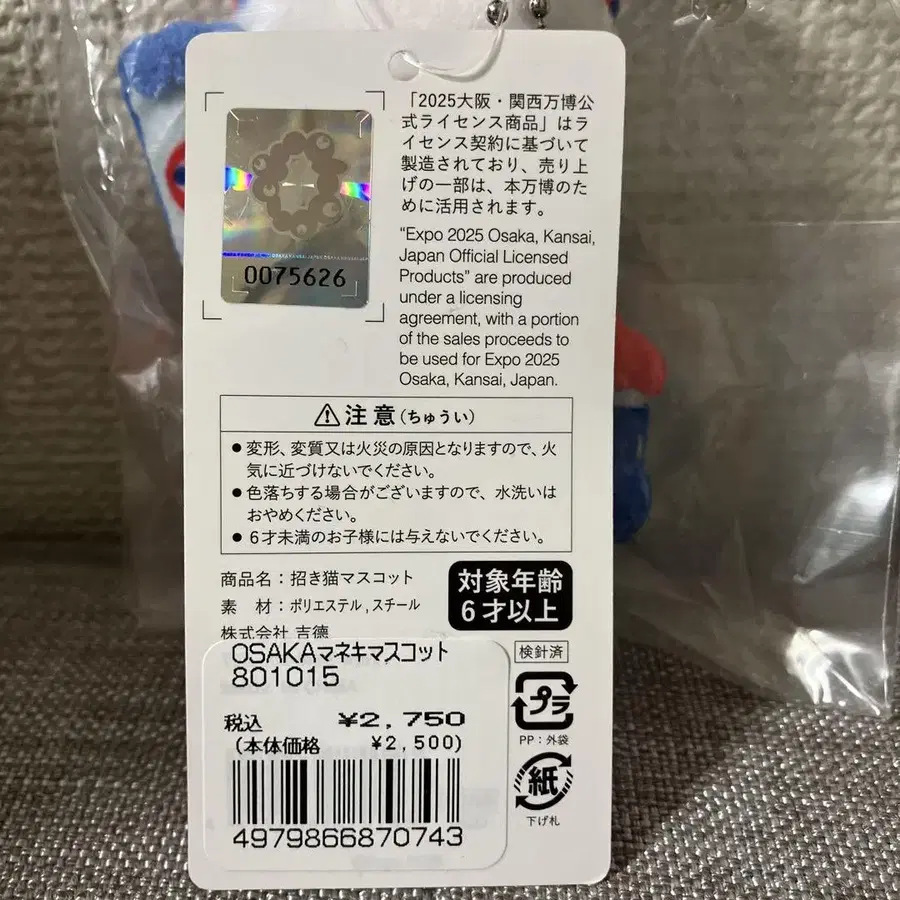 0075626
「2025大阪・関西万博公
式ライセンス商品」はラ
イセンス契約に基づいて
製造されており、売り上
げの一部は、本万博のた
めに活用されます。
“Expo 2025 Osaka, Kansai,
Japan Official Licensed
Products” are produced
under a licensing
agreement, with a portion
of the sales proceeds to
be used for Expo 2025
Osaka, Kansai, Japan.
注意(ちゅうい)
● 変形、変質又は火災の原因となりますので、火
気に近づけないでください。
● 色落ちする場合がございますので、水洗いは
おやめください。
● 6才未満のお子様には与えないでください。
商品名：招き猫マスコット
素 材：ポリエステル,スチール
株式会社 吉德
対象年齢
6才以上
OSAKAマネキマスコット
801015
税込 ¥2,750
(本体価格 ¥2,500)
4979866870743
検針済
プラ
PP：外袋
紙
下げ札